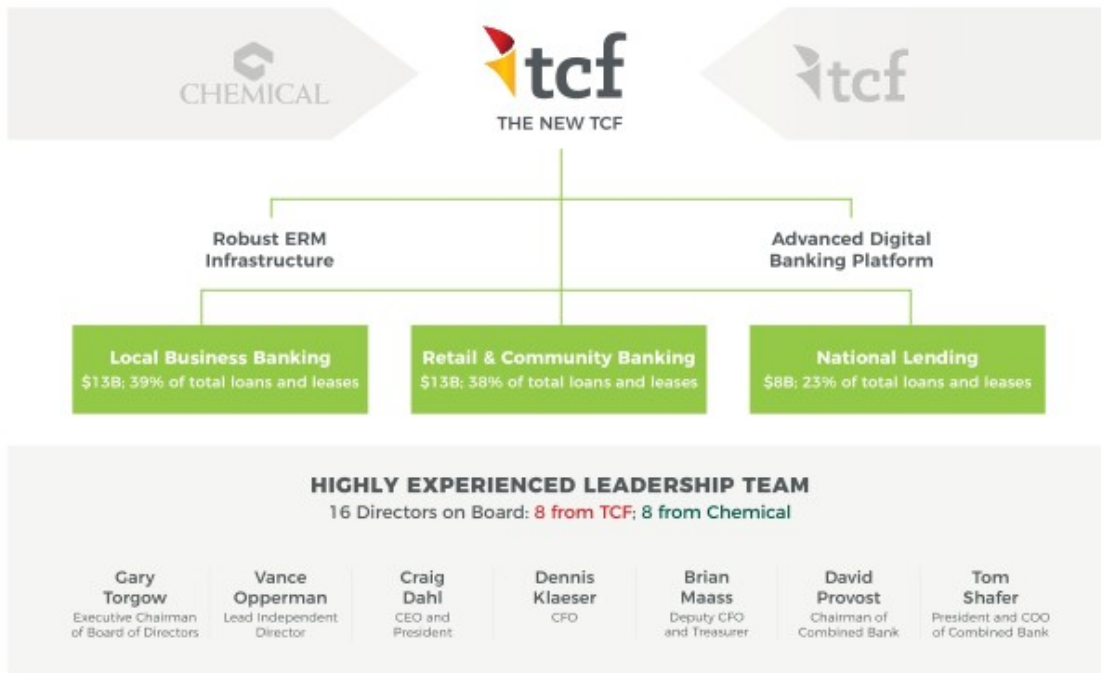 CHEMICAL
tcf
tcf
THE NEW TCF
Robust ERM
Infrastructure
Advanced Digital
Banking Platform
Local Business Banking
$13B; 39% of total loans and leases
Retail & Community Banking
$13B; 38% of total loans and leases
National Lending
$8B; 23% of total loans and leases
HIGHLY EXPERIENCED LEADERSHIP TEAM
16 Directors on Board: 8 from TCF; 8 from Chemical
Gary
Torgow
Executive Chairman
of Board of Directors
Vance
Opperman
Lead Independent
Director
Craig
Dahl
CEO and
President
Dennis
Klaeser
CFO
Brian
Maass
Deputy CFO
and Treasurer
David
Provost
Chairman of
Combined Bank
Tom
Shafer
President and COO
of Combined Bank